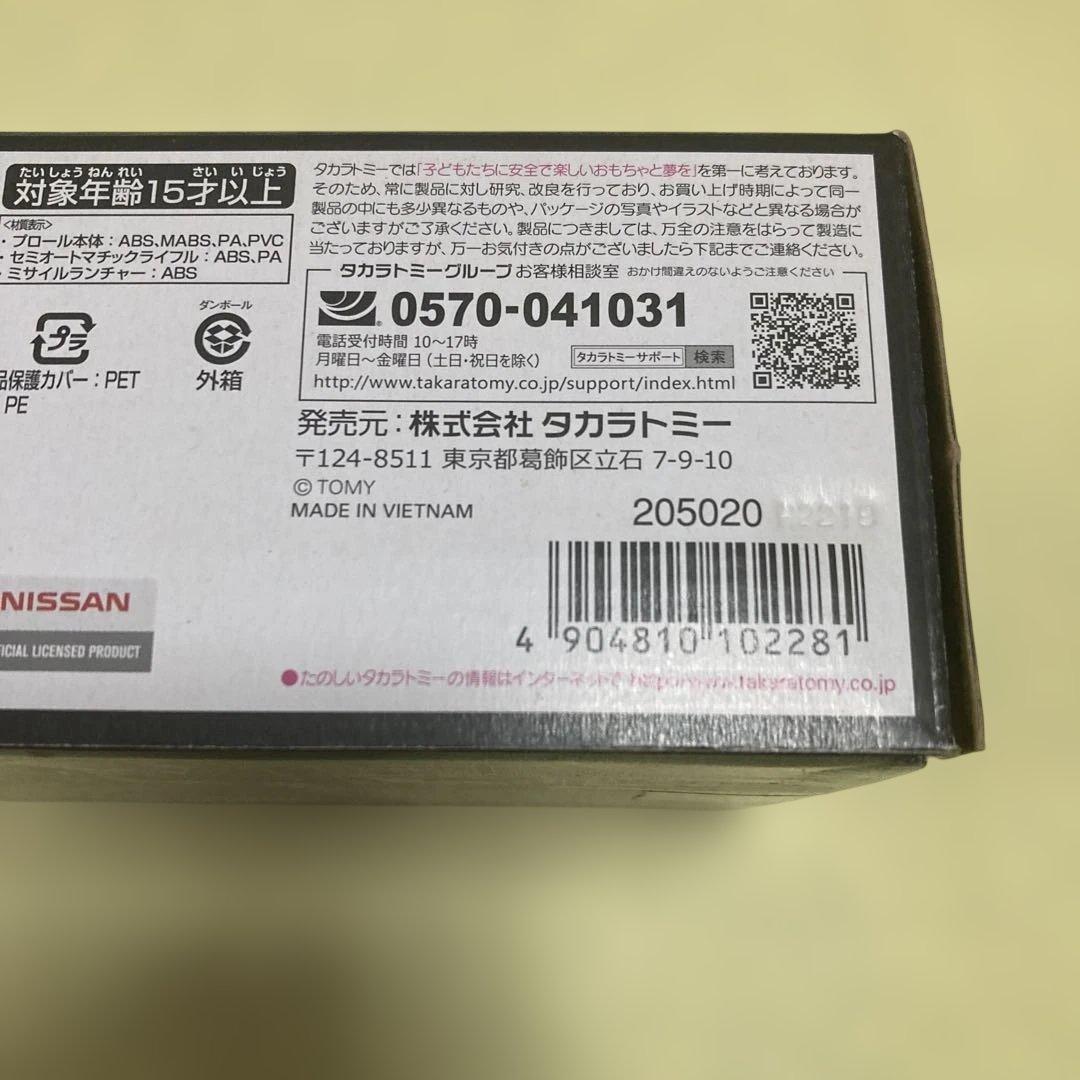 たいしょうねんれい さいいじょう
対象年齢15才以上
<材質表示>
・プロール本体：ABS,MABS,PA,PVC
・セミオートマチックライフル：ABS,PA
・ミサイルランチャー：ABS
プラ
品保護カバー：PET
PE
ダンボール
外箱
タカラトミーでは「子どもたちに安全で楽しいおもちゃと夢を」を第一に考えております。
そのため、常に製品に対し研究、改良を行っており、お買い上げ時期によって同一
製品の中にも多少異なるものや、パッケージの写真やイラストなどと異なる場合が
ございますがご了承ください。製品につきましては、万全の注意をはらって製造に
当たっておりますが、万一お気付きの点がございましたら下記までご連絡ください。
タカラトミーグループ お客様相談室 おかけ間違えのないようご注意ください
0570-041031
電話受付時間 10〜17時
月曜日〜金曜日（土日・祝日を除く）
タカラトミーサポート 検索
http://www.takaratomy.co.jp/support/index.html
発売元：株式会社 タカラトミー
〒124-8511 東京都葛飾区立石 7-9-10
© TOMY
MADE IN VIETNAM
205020
4 904810 102281
NISSAN
FICIAL LICENSED PRODUCT
●たのしいタカラトミーの情報はインターネットで http://www.takaratomy.co.jp